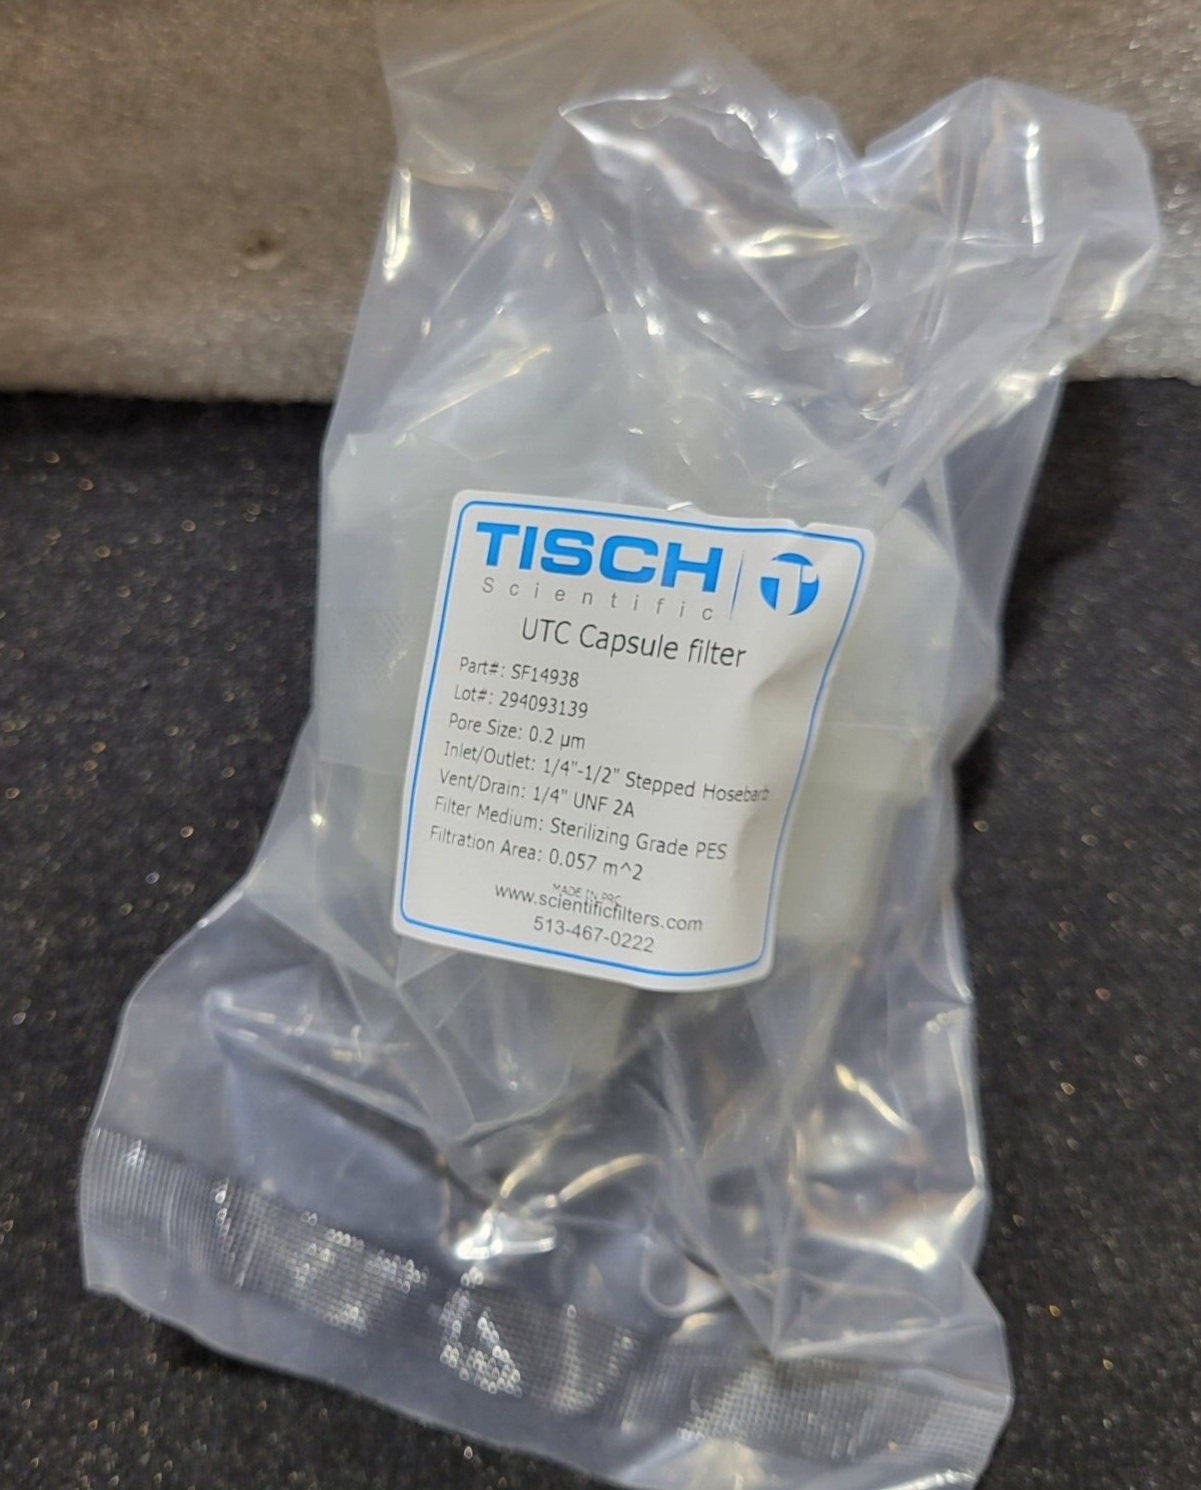 TISCH
Scientific
UTC Capsule filter
Part#: SF14938
Lot#: 294093139
Pore Size: 0.2 µm
Inlet/Outlet: 1/4"-1/2" Stepped Hosebarb
Vent/Drain: 1/4" UNF 2A
Filter Medium: Sterilizing Grade PES
Filtration Area: 0.057 m^2
MADE IN PRC
www.scientificfilters.com
513-467-0222